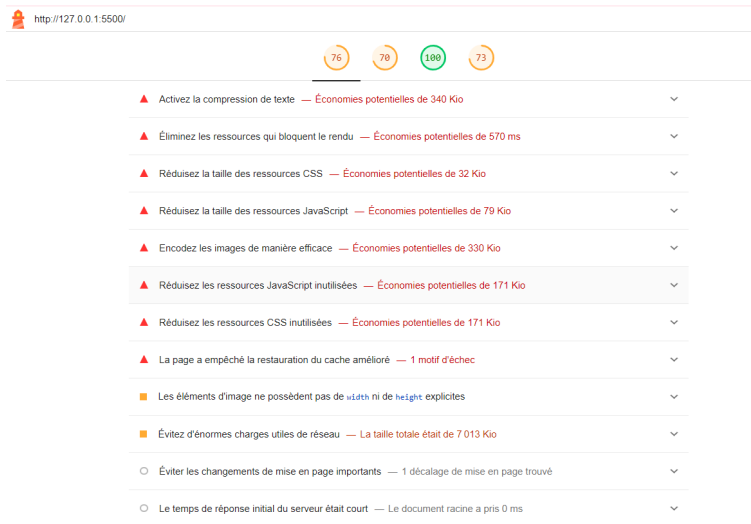 http://127.0.0.1:5500/
76 70 100 73
Activez la compression de texte — Économies potentielles de 340 Kio
Éliminez les ressources qui bloquent le rendu — Économies potentielles de 570 ms
Réduisez la taille des ressources CSS — Économies potentielles de 32 Kio
Réduisez la taille des ressources JavaScript — Économies potentielles de 79 Kio
Encodez les images de manière efficace — Économies potentielles de 330 Kio
Réduisez les ressources JavaScript inutilisées — Économies potentielles de 171 Kio
Réduisez les ressources CSS inutilisées — Économies potentielles de 171 Kio
La page a empêché la restauration du cache amélioré — 1 motif d'échec
Les éléments d'image ne possèdent pas de width ni de height explicites
Évitez d'énormes charges utiles de réseau — La taille totale était de 7 013 Kio
Éviter les changements de mise en page importants — 1 décalage de mise en page trouvé
Le temps de réponse initial du serveur était court — Le document racine a pris 0 ms